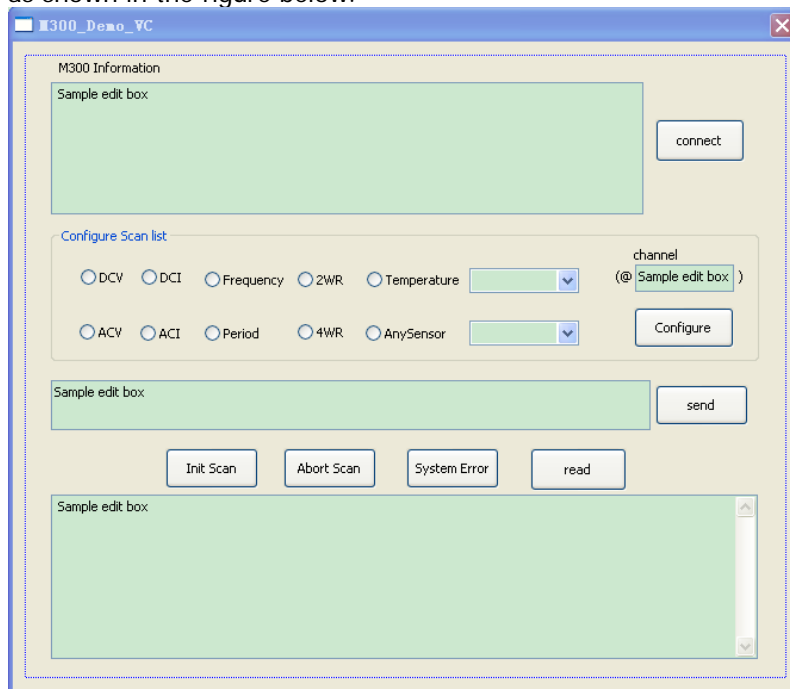 as shown in the figure below.
M300_Demo_VC
M300 Information
Sample edit box
connect
Configure Scan list
channel
DCV DCI Frequency 2WR Temperature (@ Sample edit box )
ACV ACI Period 4WR AnySensor Configure
Sample edit box
send
Init Scan Abort Scan System Error read
Sample edit box